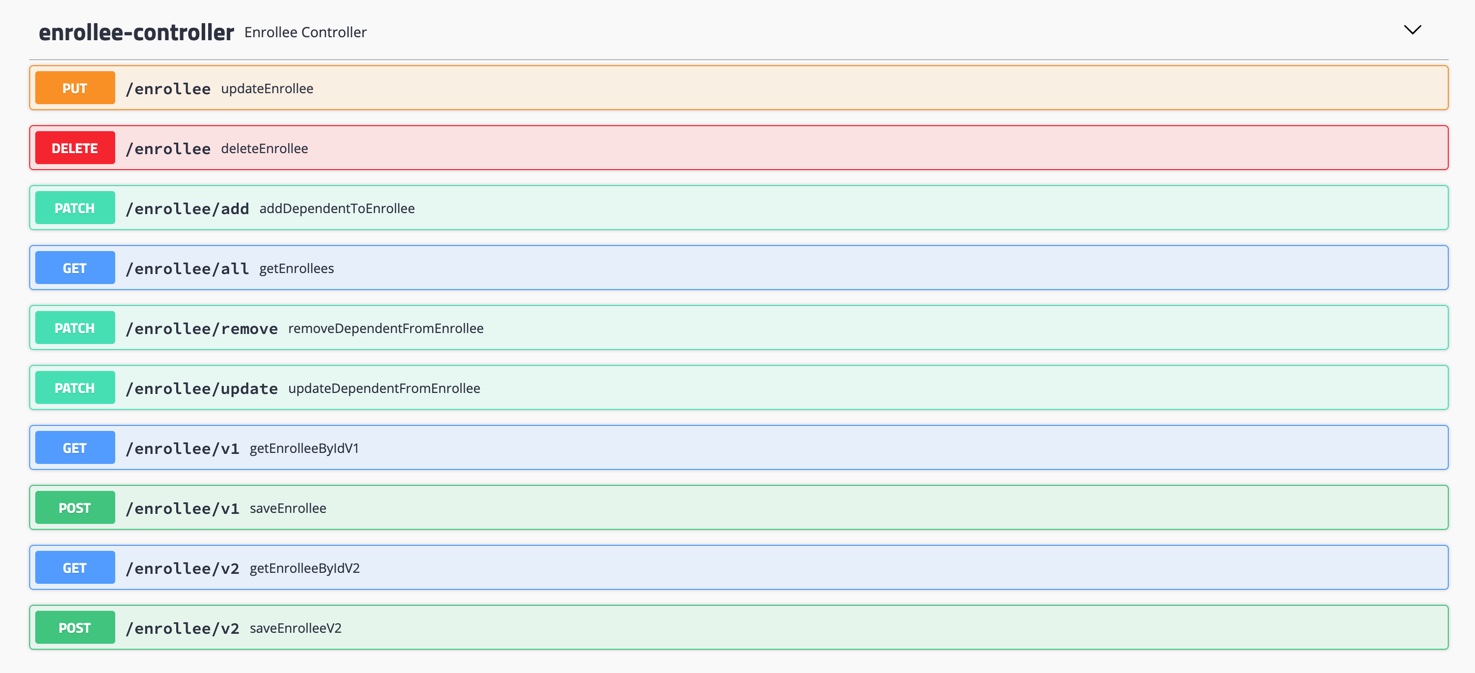 enrollee-controller Enrollee Controller
PUT /enrollee updateEnrollee
DELETE /enrollee deleteEnrollee
PATCH /enrollee/add addDependentToEnrollee
GET /enrollee/all getEnrollees
PATCH /enrollee/remove removeDependentFromEnrollee
PATCH /enrollee/update updateDependentFromEnrollee
GET /enrollee/v1 getEnrolleeByIdV1
POST /enrollee/v1 saveEnrollee
GET /enrollee/v2 getEnrolleeByIdV2
POST /enrollee/v2 saveEnrolleeV2